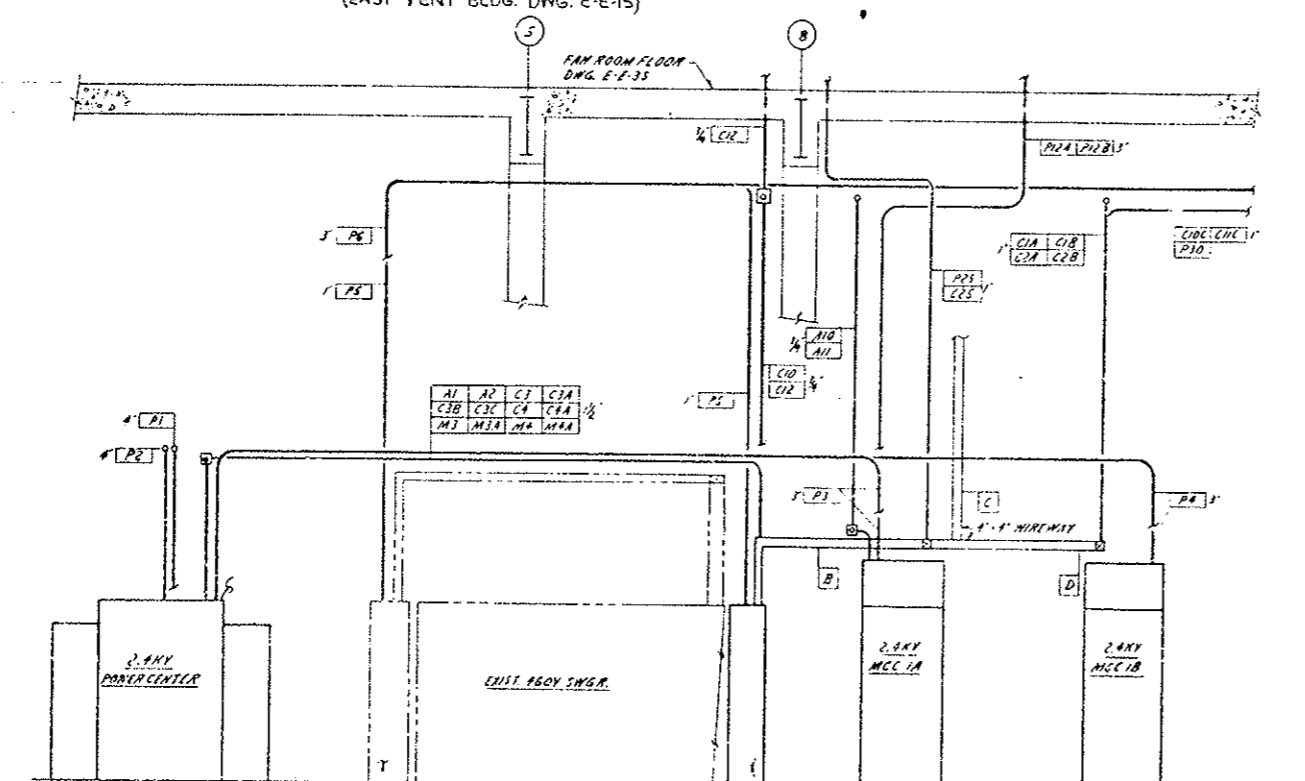 (EAST VENT BLDG. DWG. E-E-15)
5
8
FAN ROOM FLOOR
DWG. E-E-35
C12
P12A P12B 3"
3" P6
1" P5
C1A C1B
C2A C2B
1"
C10C C11C 1"
P30
P25
C25
1"
A10
A11
C10
C12
1" P5
A1 A2 C3 C3A
C3B C3C C4 C4A
M3 M3A M4 M4A
4" P1
4" P2
3" P3
C
P4 3"
4"·4" WIREWAY
B
D
2.4KV
POWER CENTER
EXIST. 460V SWGR.
2.4KV
MCC 1A
2.4KV
MCC 1B